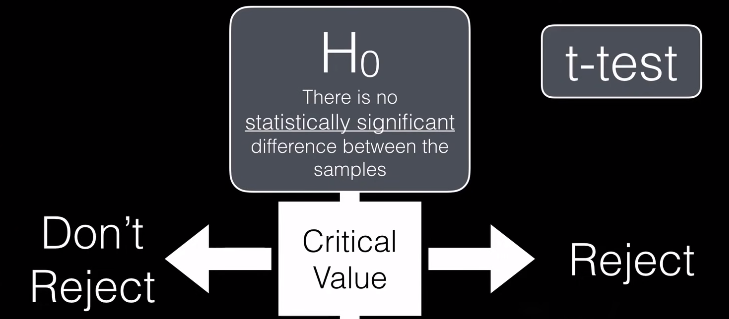 H₀
There is no
statistically significant
difference between the
samples
t-test
Don't
Reject
Critical
Value
Reject